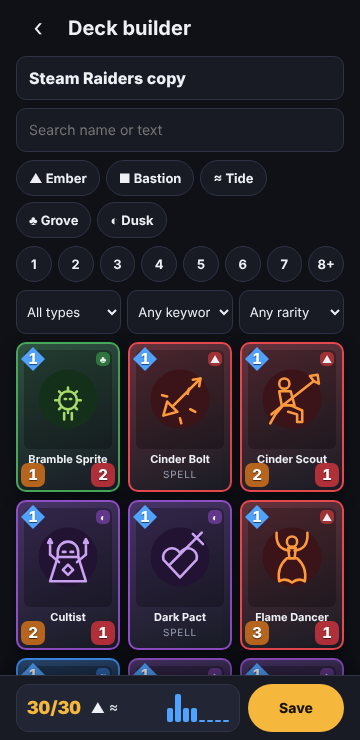 Deck builder
Steam Raiders copy
Search name or text
Ember
Bastion
Tide
Grove
Dusk
1 2 3 4 5 6 7 8+
All types
Any keywor
Any rarity
1 1 1
Bramble Sprite
1 2
Cinder Bolt
SPELL
Cinder Scout
2 1
1 1 1
Cultist
2 1
Dark Pact
SPELL
Flame Dancer
3 1
1 1 1
30/30
Save